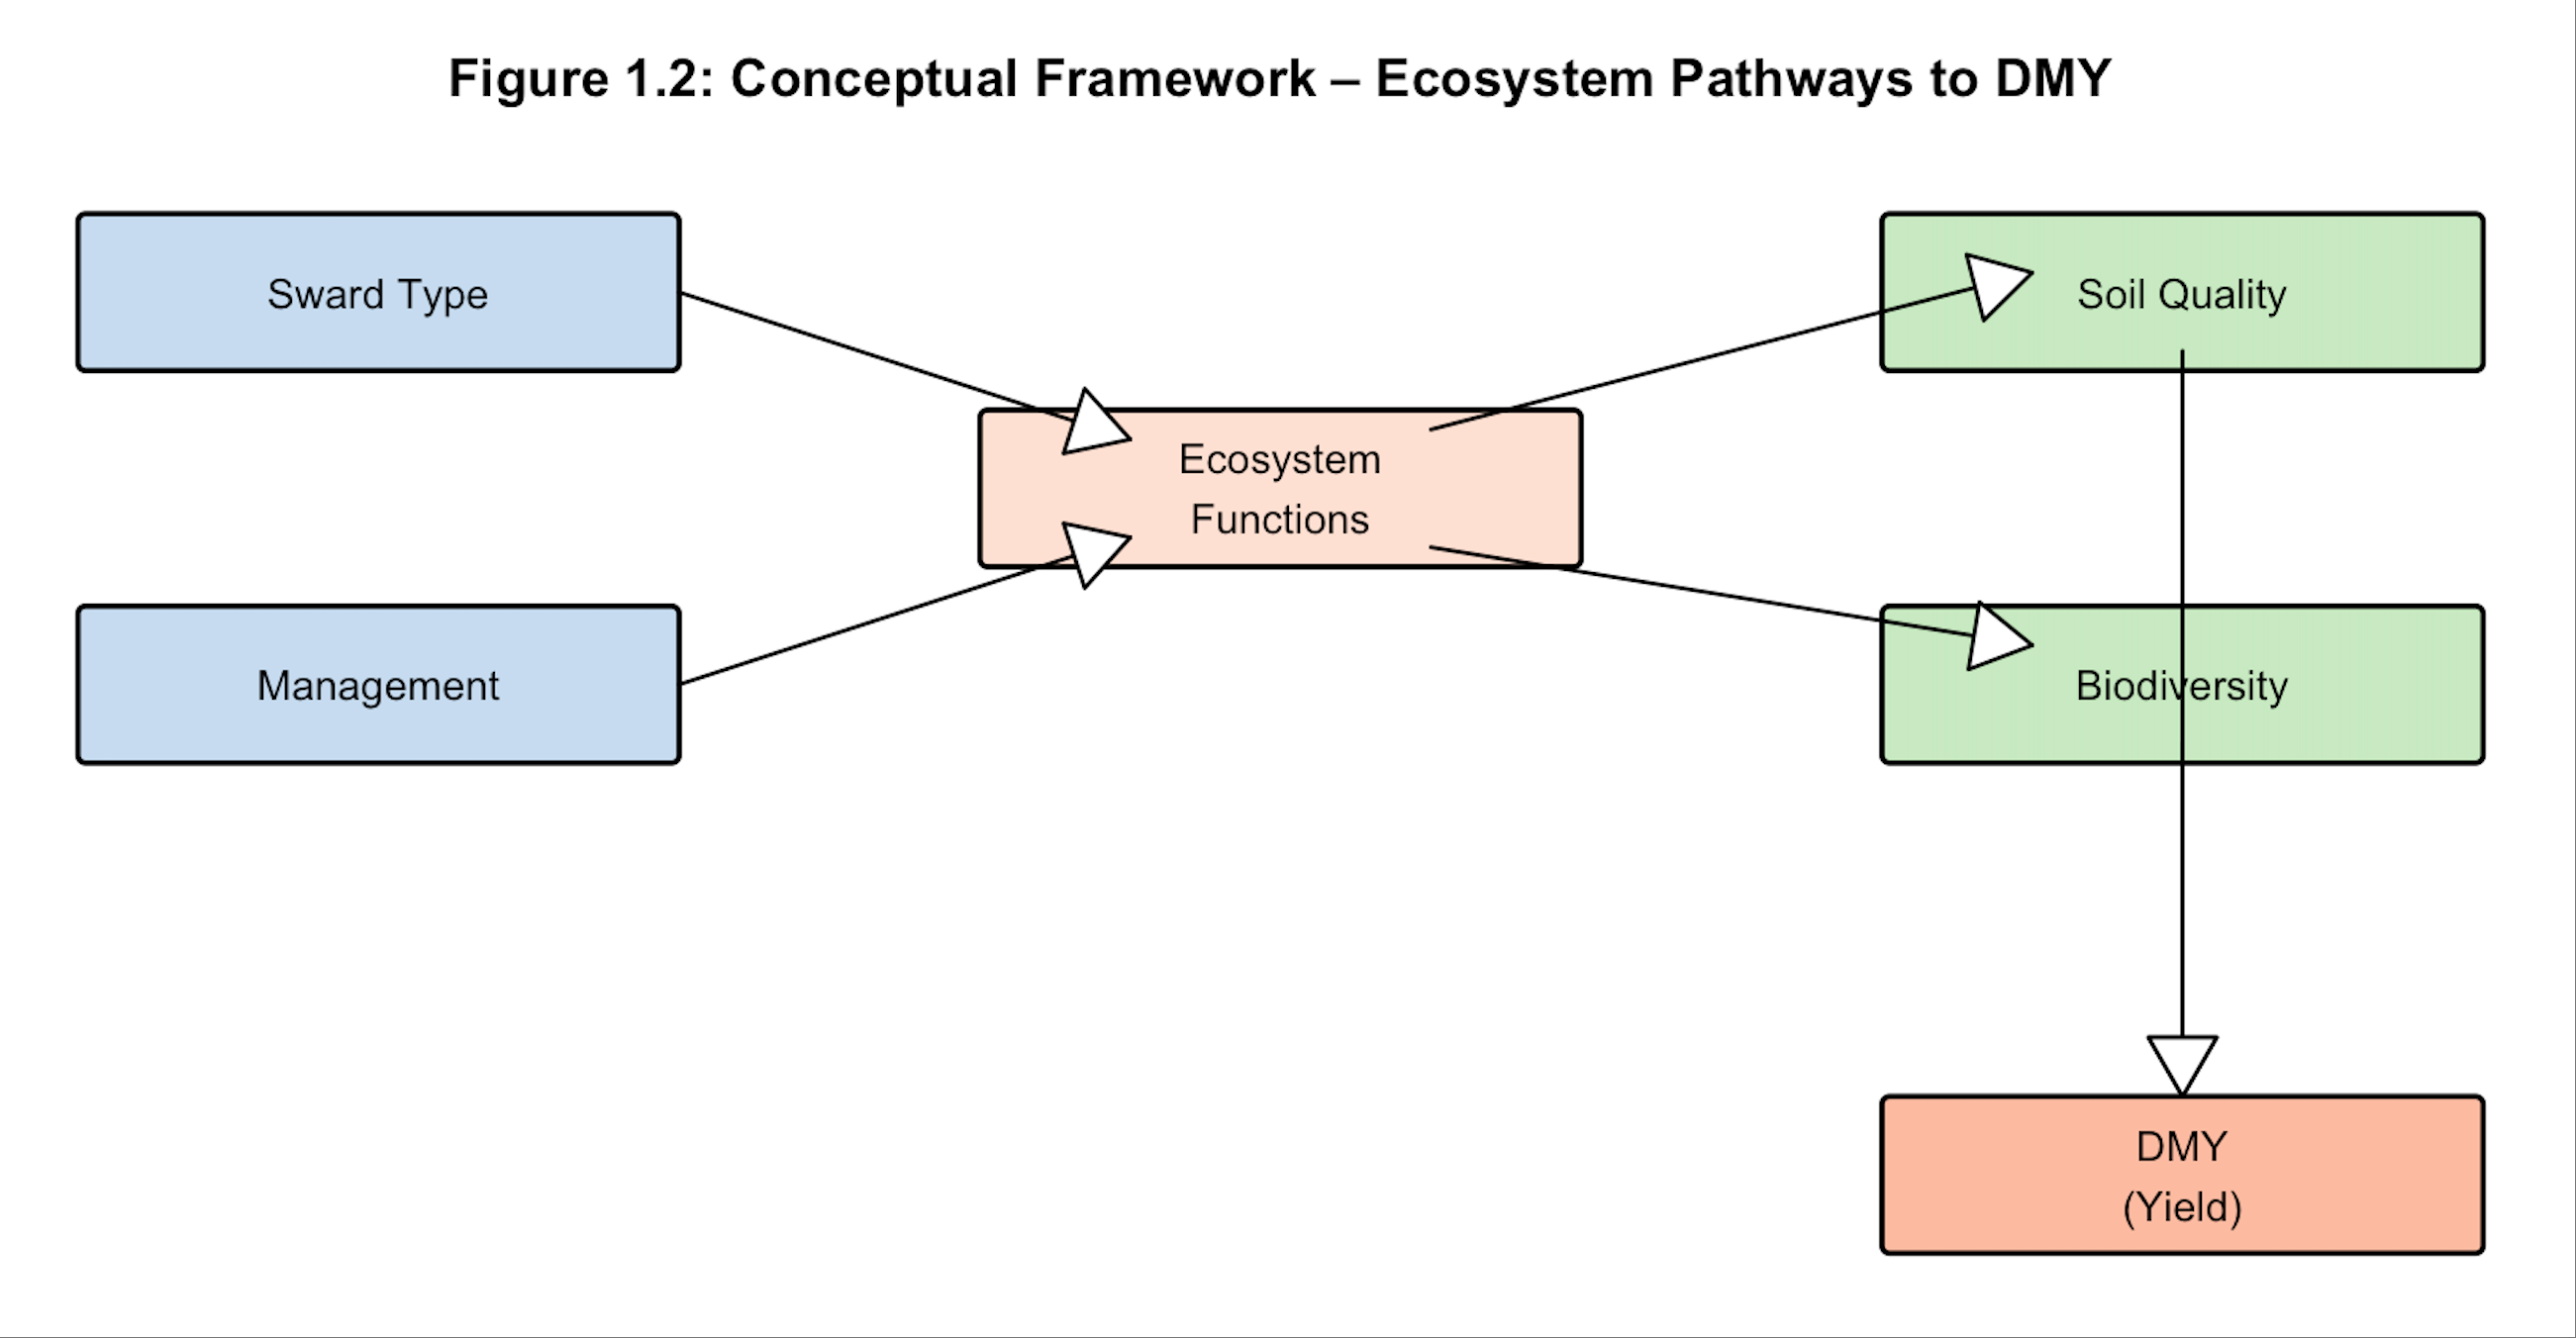 Figure 1.2: Conceptual Framework – Ecosystem Pathways to DMY
Sward Type
Soil Quality
Ecosystem
Functions
Management
Biodiversity
DMY
(Yield)